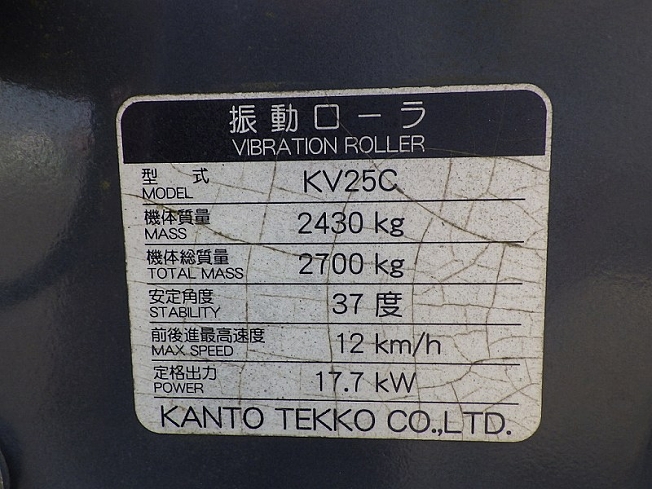 振動ローラ
VIBRATION ROLLER
型式 KV25C
MODEL
機体質量 2430 kg
MASS
機体総質量 2700 kg
TOTAL MASS
安定角度 37 度
STABILITY
前後進最高速度 12 km/h
MAX SPEED
定格出力 17.7 kW
POWER
KANTO TEKKO CO.,LTD.